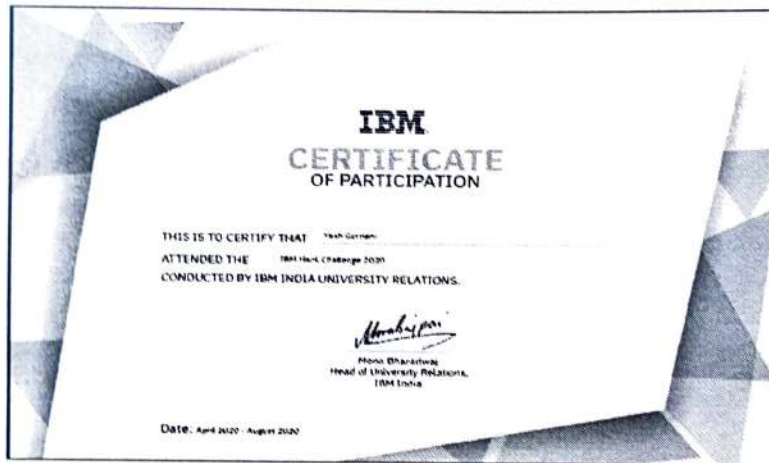 IBM
CERTIFICATE
OF PARTICIPATION
THIS IS TO CERTIFY THAT Yash
ATTENDED THE IBM Hack Challenge 2020
CONDUCTED BY IBM INDIA UNIVERSITY RELATIONS.
Mona Bharadwaj
Head of University Relations,
IBM India
Date: April 2020 - August 2020